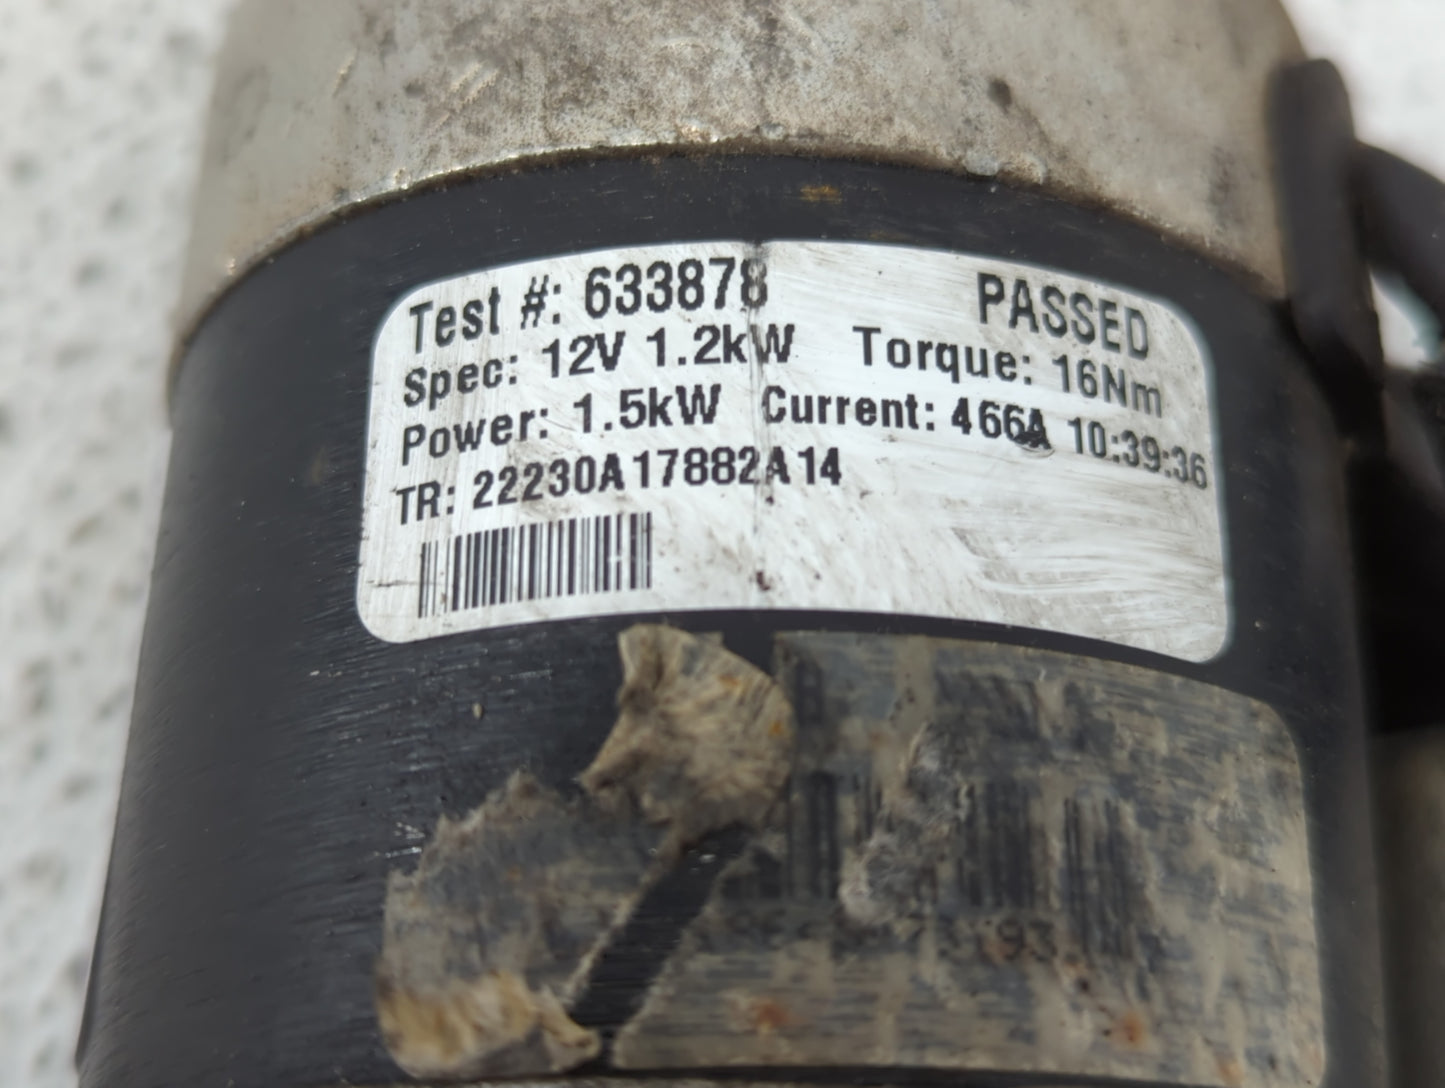 Test #: 633878 PASSED
Spec: 12V 1.2kW Torque: 16Nm
Power: 1.5kW Current: 466A 10:39:36
TR: 22230A17882A14